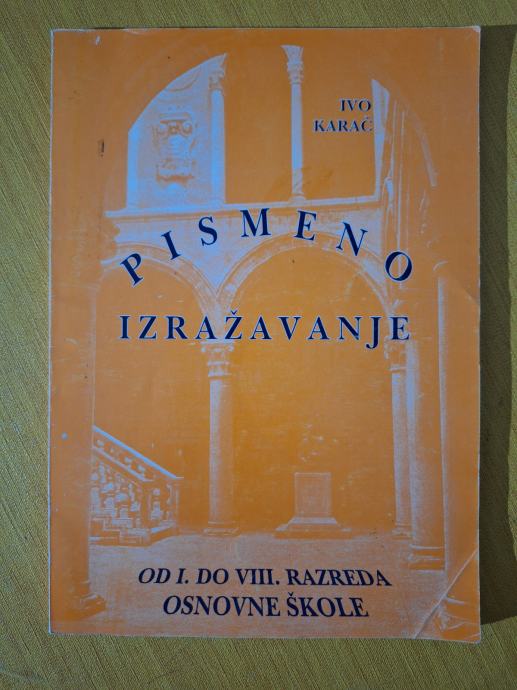 IVO
KARAČ
PISMENO
IZRAŽAVANJE
OD I. DO VIII. RAZREDA
OSNOVNE ŠKOLE